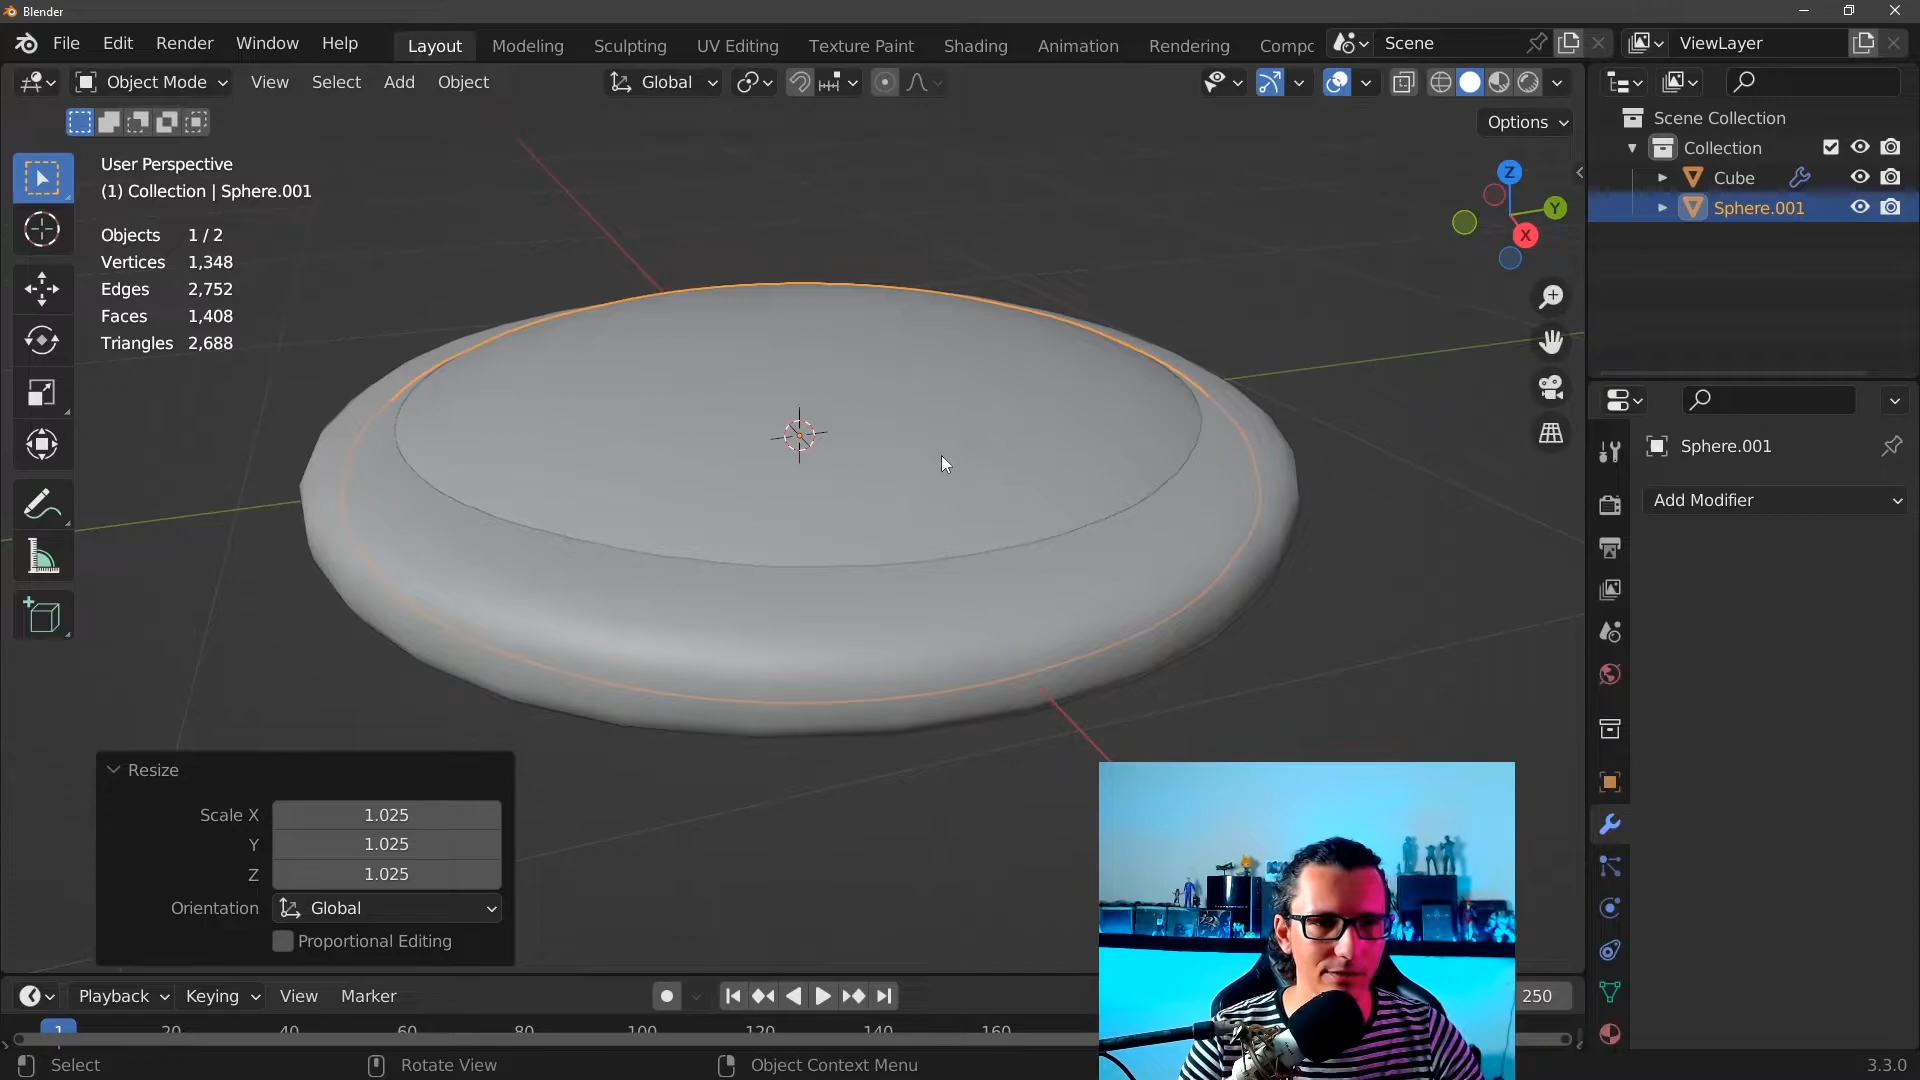 Blender
File Edit Render Window Help Layout Modeling Sculpting UV Editing Texture Paint Shading Animation Rendering Compc Scene ViewLayer
Object Mode View Select Add Object Global
Options
User Perspective
(1) Collection | Sphere.001
Objects 1 / 2
Vertices 1,348
Edges 2,752
Faces 1,408
Triangles 2,688
Z
Y
X
Scene Collection
Collection
Cube
Sphere.001
Sphere.001
Add Modifier
Resize
Scale X 1.025
Y 1.025
Z 1.025
Orientation Global
Proportional Editing
Playback Keying View Marker 250
1 20 40 60 80 100 120 140 160
Select Rotate View Object Context Menu 3.3.0